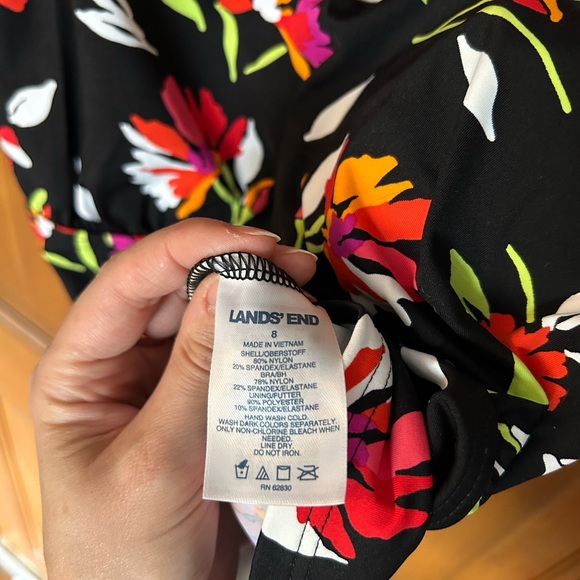 LANDS' END
8
MADE IN VIETNAM
SHELL/OBERSTOFF
80% NYLON
20% SPANDEX/ELASTANE
BRA/BH
78% NYLON
22% SPANDEX/ELASTANE
LINING/FUTTER
90% POLYESTER
10% SPANDEX/ELASTANE
HAND WASH COLD.
WASH DARK COLORS SEPARATELY.
ONLY NON-CHLORINE BLEACH WHEN
NEEDED.
LINE DRY.
DO NOT IRON.
RN 62830